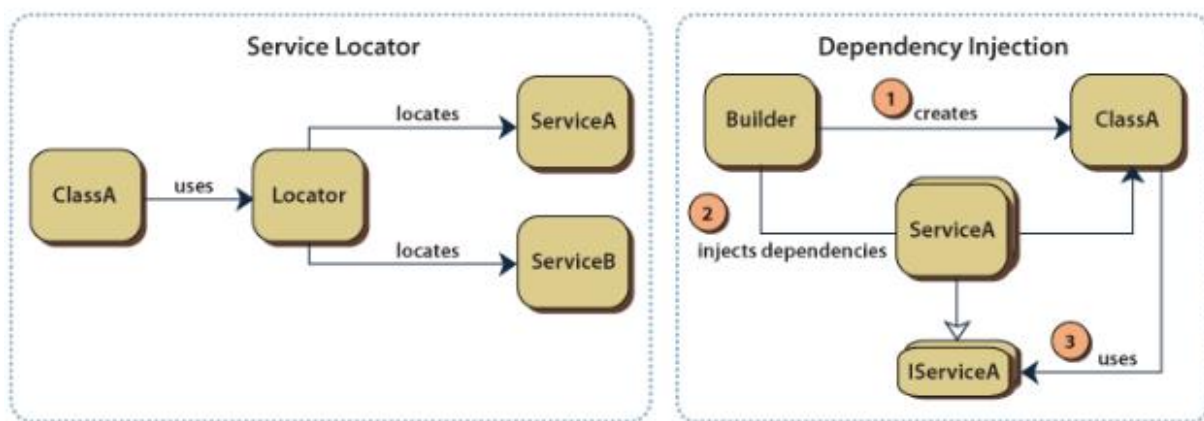 Service Locator
ClassA
uses
Locator
locates
ServiceA
locates
ServiceB
Dependency Injection
Builder
1
creates
ClassA
2
injects dependencies
ServiceA
3
uses
IServiceA